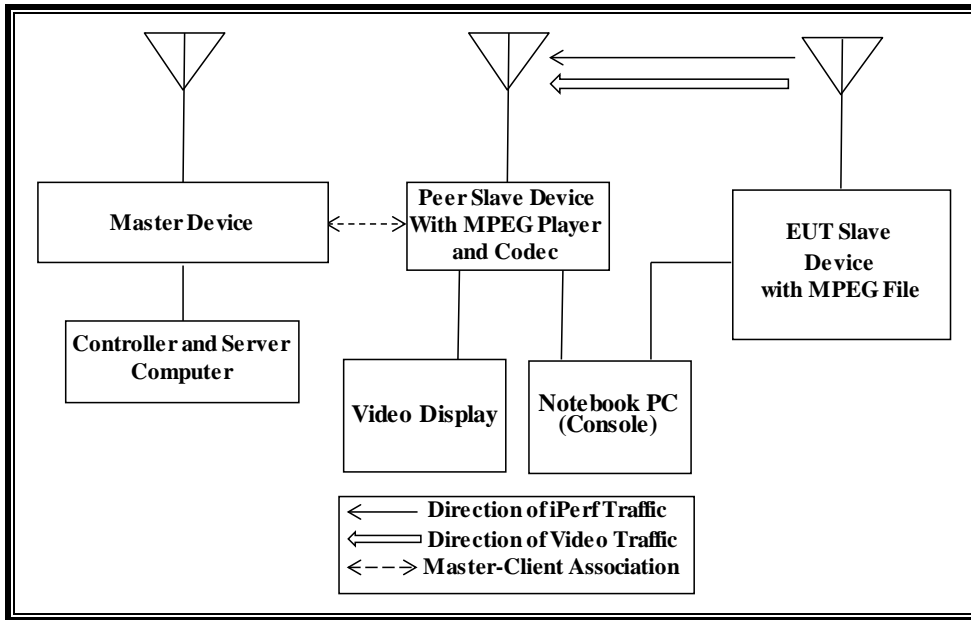 Master Device
Controller and Server
Computer
Peer Slave Device
With MPEG Player
and Codec
EUT Slave
Device
with MPEG File
Video Display
Notebook PC
(Console)
Direction of iPerf Traffic
Direction of Video Traffic
Master-Client Association